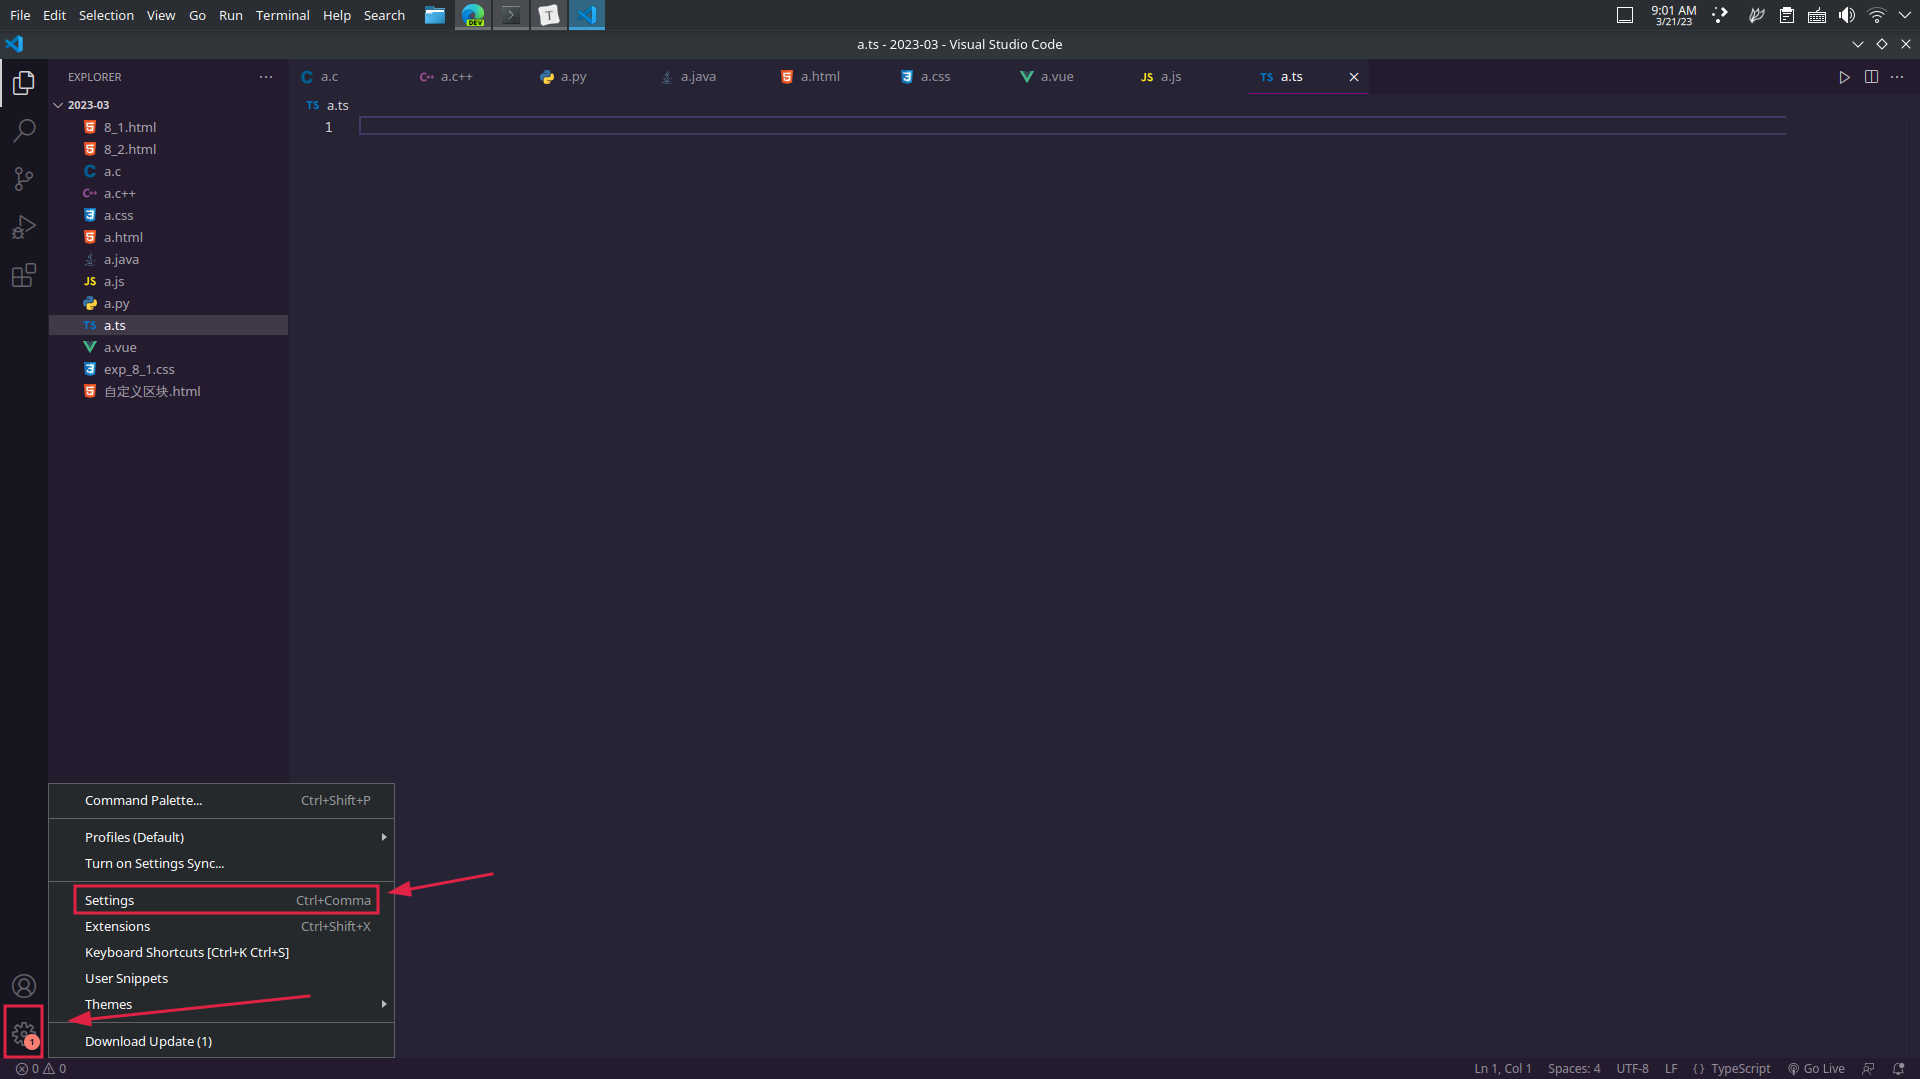 File Edit Selection View Go Run Terminal Help Search
DEV
T
9:01 AM
3/21/23
a.ts - 2023-03 - Visual Studio Code
EXPLORER
2023-03
8_1.html
8_2.html
C a.c
C++ a.c++
a.css
a.html
a.java
JS a.js
a.py
TS a.ts
a.vue
exp_8_1.css
自定义区块.html
C a.c
C++ a.c++
a.py
a.java
a.html
a.css
a.vue
JS a.js
TS a.ts
TS a.ts
1
Command Palette... Ctrl+Shift+P
Profiles (Default)
Turn on Settings Sync...
Settings Ctrl+Comma
Extensions Ctrl+Shift+X
Keyboard Shortcuts [Ctrl+K Ctrl+S]
User Snippets
Themes
Download Update (1)
1
0 0
Ln 1, Col 1 Spaces: 4 UTF-8 LF {} TypeScript Go Live